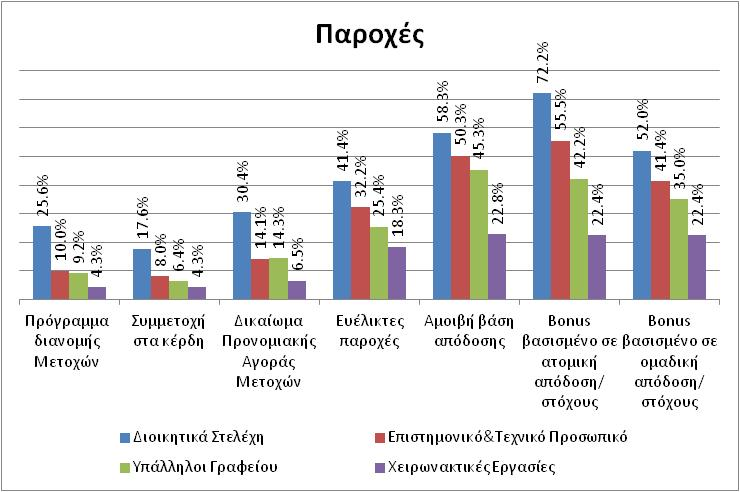 Παροχές
25.6%
10.0%
9.2%
4.3%
17.6%
8.0%
6.4%
4.3%
30.4%
14.1%
14.3%
6.5%
41.4%
32.2%
25.4%
18.3%
58.3%
50.3%
45.3%
22.8%
72.2%
55.5%
42.2%
22.4%
52.0%
41.4%
35.0%
22.4%
Πρόγραμμα
διανομής
Μετοχών
Συμμετοχή
στα κέρδη
Δικαίωμα
Προνομιακής
Αγοράς
Μετοχών
Ευέλικτες
παροχές
Αμοιβή βάση
απόδοσης
Bonus
βασισμένο σε
ατομική
απόδοση/
στόχους
Bonus
βασισμένο σε
ομαδική
απόδοση/
στόχους
Διοικητικά Στελέχη
Επιστημονικό&Τεχνικό Προσωπικό
Υπάλληλοι Γραφείου
Χειρωνακτικές Εργασίες